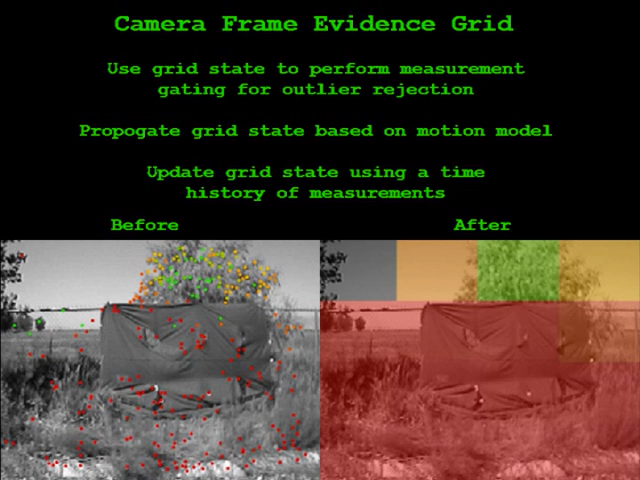 Camera Frame Evidence Grid
Use grid state to perform measurement
gating for outlier rejection
Propogate grid state based on motion model
Update grid state using a time
history of measurements
Before
After